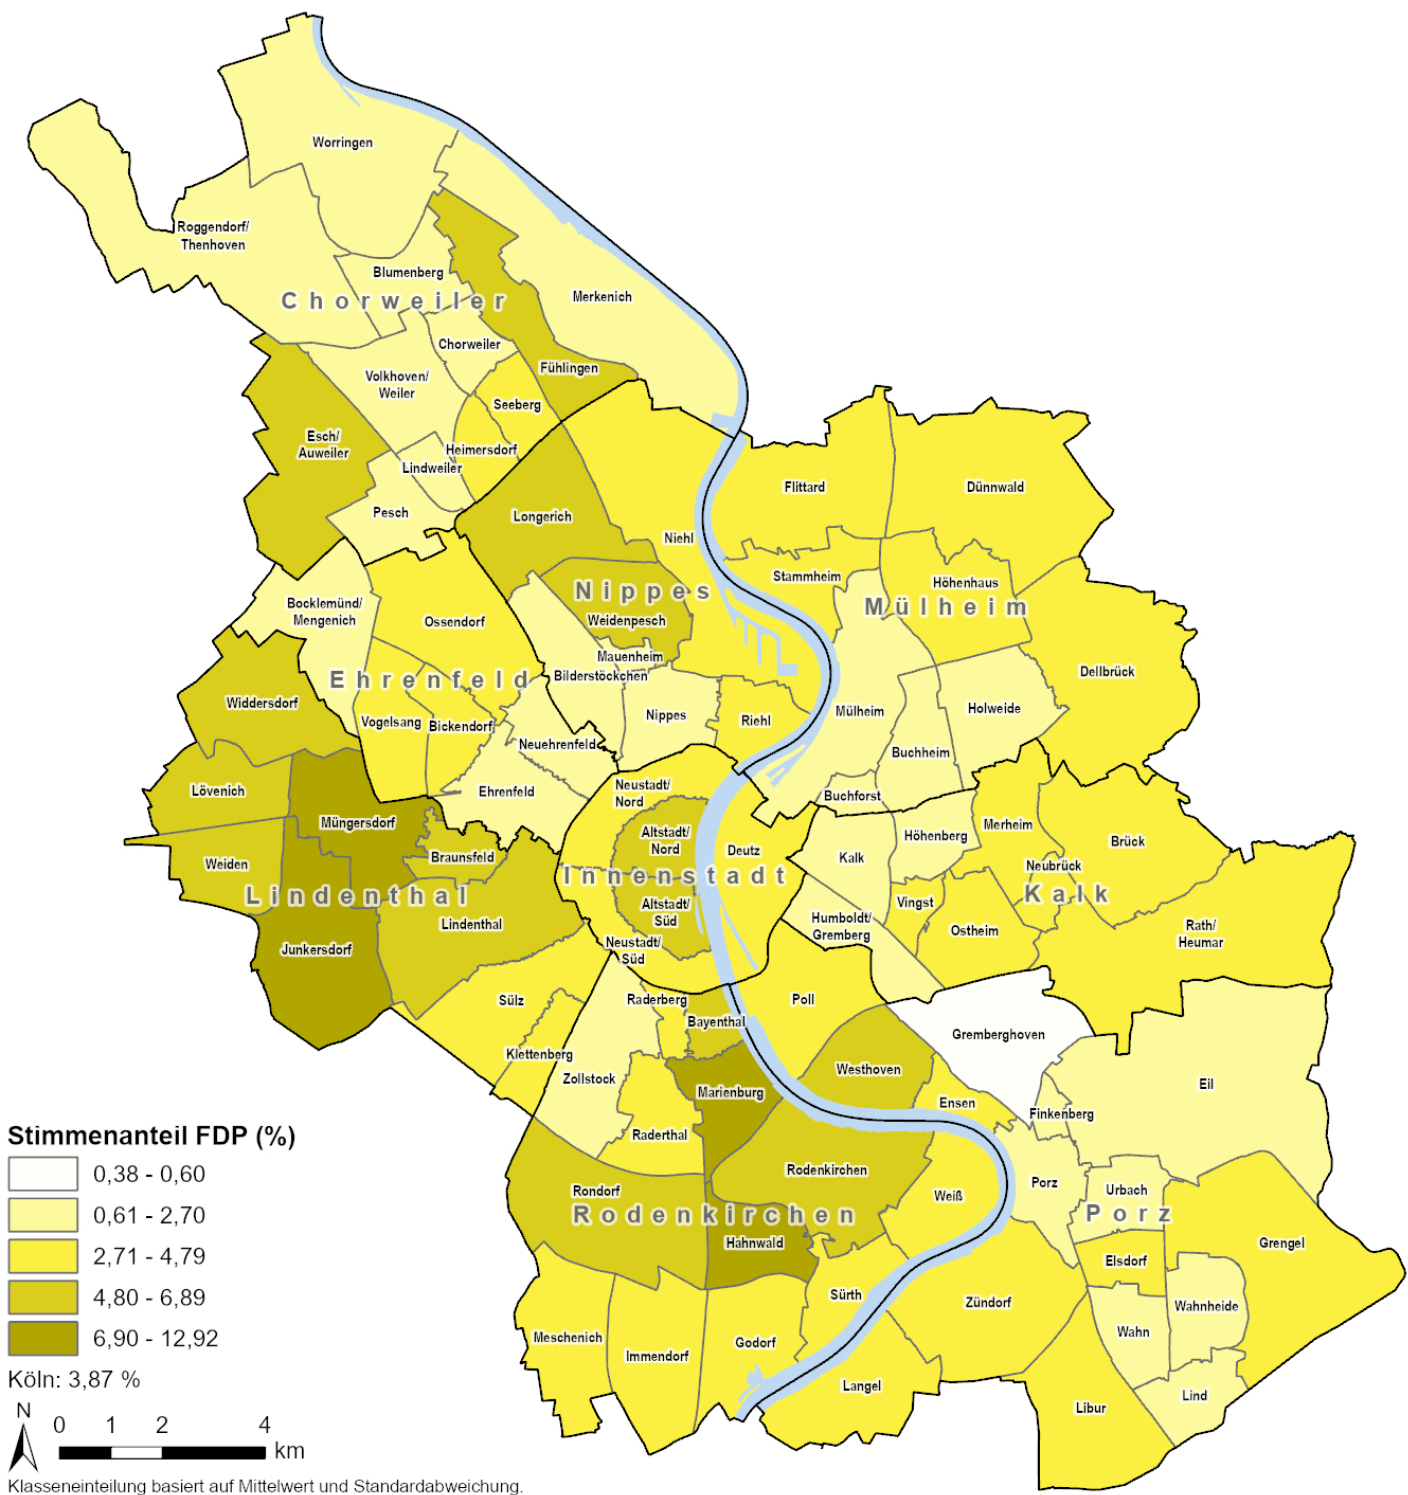 Worringen
Roggendorf/
Thenhoven
Blumenberg
Chorweiler
Merkenich
Chorweiler
Fühlingen
Volkhoven/
Weiler
Seeberg
Esch/
Auweiler
Heimersdorf
Lindweiler
Pesch
Flittard
Dünnwald
Longerich
Niehl
Stammheim
Höhenhaus
Nippes
Mülheim
Bocklemünd/
Mengenich
Ossendorf
Weidenpesch
Mauenheim
Bilderstöckchen
Dellbrück
Ehrenfeld
Widdersdorf
Vogelsang
Bickendorf
Nippes
Riehl
Mülheim
Holweide
Neuehrenfeld
Buchheim
Lövenich
Ehrenfeld
Neustadt/
Nord
Buchforst
Müngersdorf
Altstadt/
Nord
Deutz
Höhenberg
Merheim
Brück
Weiden
Braunsfeld
Kalk
Neubrück
Innenstadt
Lindenthal
Kalk
Lindenthal
Altstadt/
Süd
Vingst
Humboldt/
Gremberg
Ostheim
Rath/
Heumar
Junkersdorf
Neustadt/
Süd
Sülz
Raderberg
Poll
Bayenthal
Gremberghoven
Klettenberg
Zollstock
Westhoven
Marienburg
Ensen
Finkenberg
Eil
Raderthal
Rodenkirchen
Weiß
Porz
Urbach
Rondorf
Rodenkirchen
Porz
Hahnwald
Grengel
Elsdorf
Sürth
Zündorf
Wahnheide
Wahn
Meschenich
Immendorf
Godorf
Langel
Lind
Libur
Stimmenanteil FDP (%)
0,38 - 0,60
0,61 - 2,70
2,71 - 4,79
4,80 - 6,89
6,90 - 12,92
Köln: 3,87 %
N
0 1 2 4
km
Klasseneinteilung basiert auf Mittelwert und Standardabweichung.